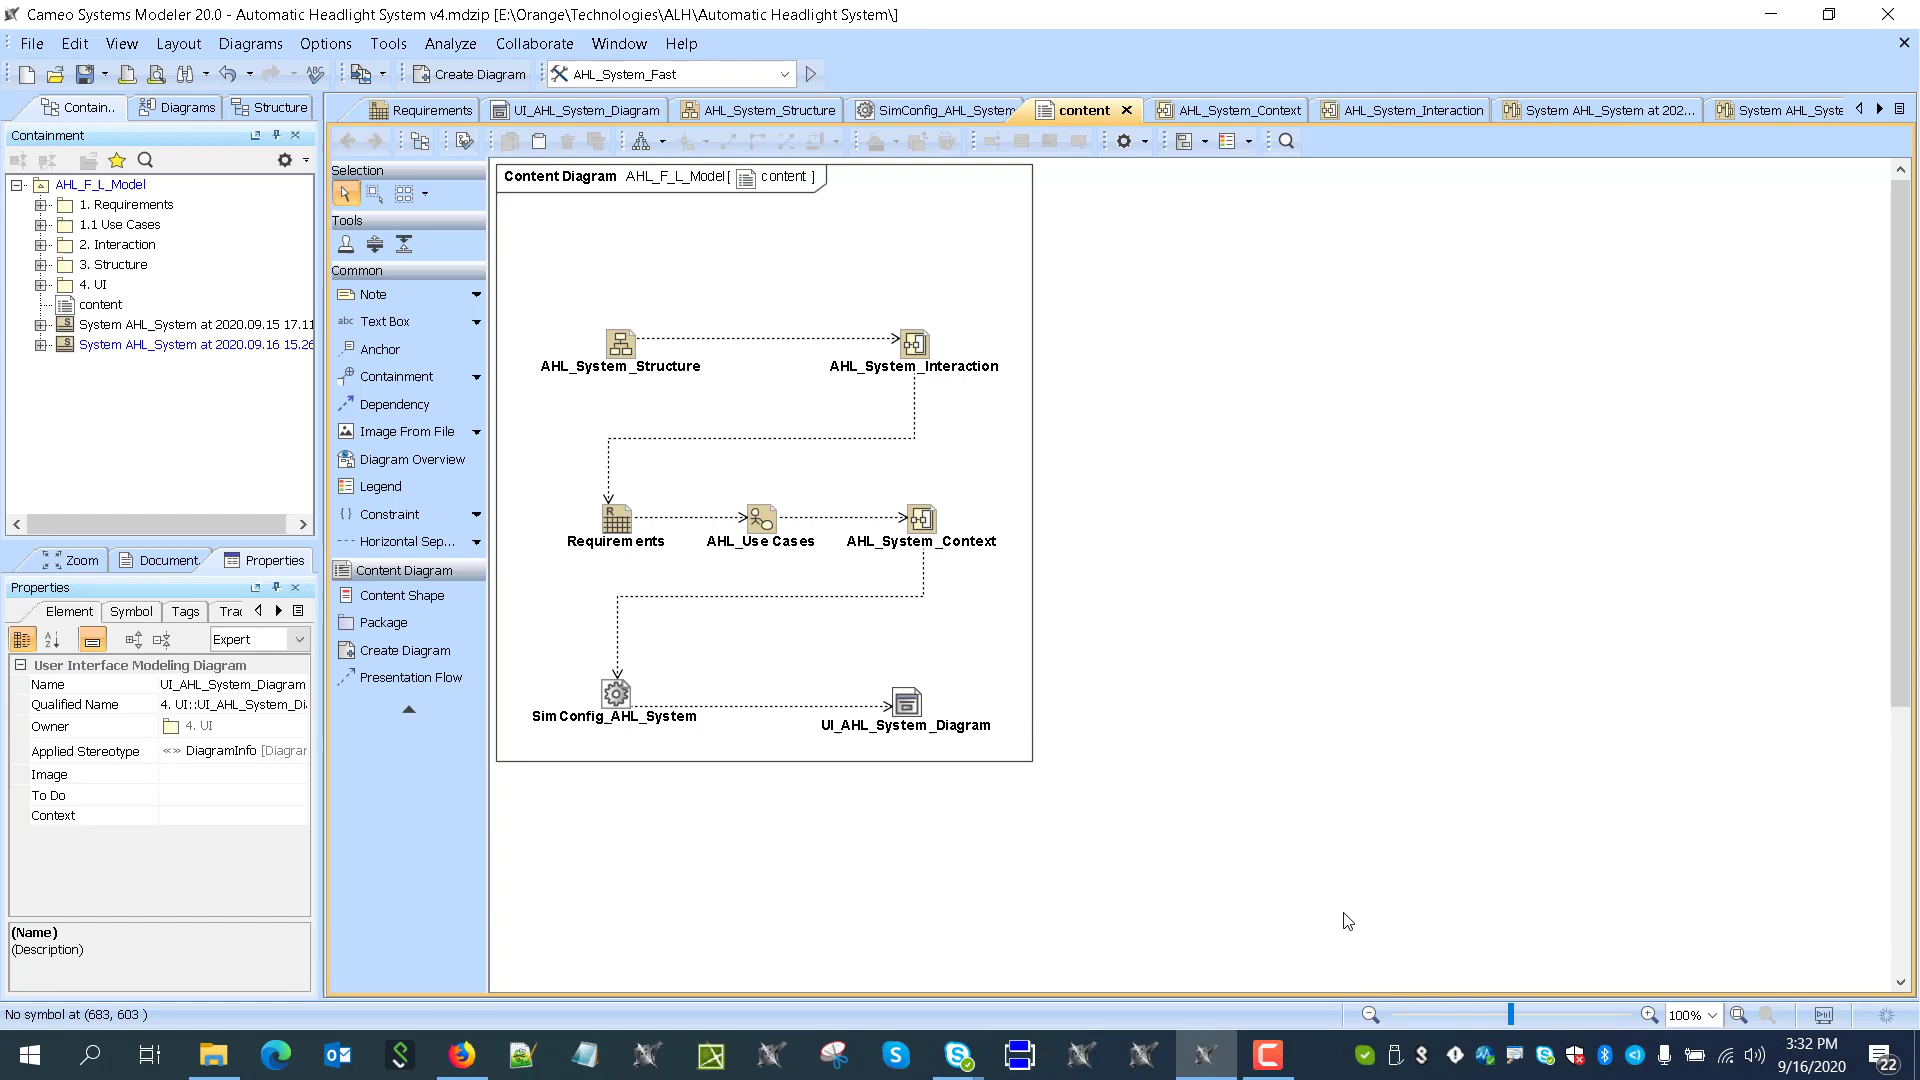 Cameo Systems Modeler 20.0 - Automatic Headlight System v4.mdzip [E:\Orange\Technologies\ALH\Automatic Headlight System\]
File Edit View Layout Diagrams Options Tools Analyze Collaborate Window Help
Create Diagram AHL_System_Fast
Contain.. Diagrams Structure
Requirements UI_AHL_System_Diagram AHL_System_Structure SimConfig_AHL_System content AHL_System_Context AHL_System_Interaction System AHL_System at 202... System AHL_Syste
Containment
AHL_F_L_Model
1. Requirements
1.1 Use Cases
2. Interaction
3. Structure
4. UI
content
System AHL_System at 2020.09.15 17.11
System AHL_System at 2020.09.16 15.26
Zoom Document. Properties
Properties
Element Symbol Tags Trac
Expert
User Interface Modeling Diagram
Name UI_AHL_System_Diagram
Qualified Name 4. UI::UI_AHL_System_Di
Owner 4. UI
Applied Stereotype «» DiagramInfo [Diagran
Image
To Do
Context
(Name)
(Description)
Selection
Tools
Common
Note
abc Text Box
Anchor
Containment
Dependency
Image From File
Diagram Overview
Legend
{} Constraint
Horizontal Sep...
Content Diagram
Content Shape
Package
Create Diagram
Presentation Flow
Content Diagram AHL_F_L_Model[ content ]
AHL_System_Structure
AHL_System_Interaction
Requirements
AHL_Use Cases
AHL_System_Context
SimConfig_AHL_System
UI_AHL_System_Diagram
No symbol at (683, 603 )
100%
3:32 PM
9/16/2020
22